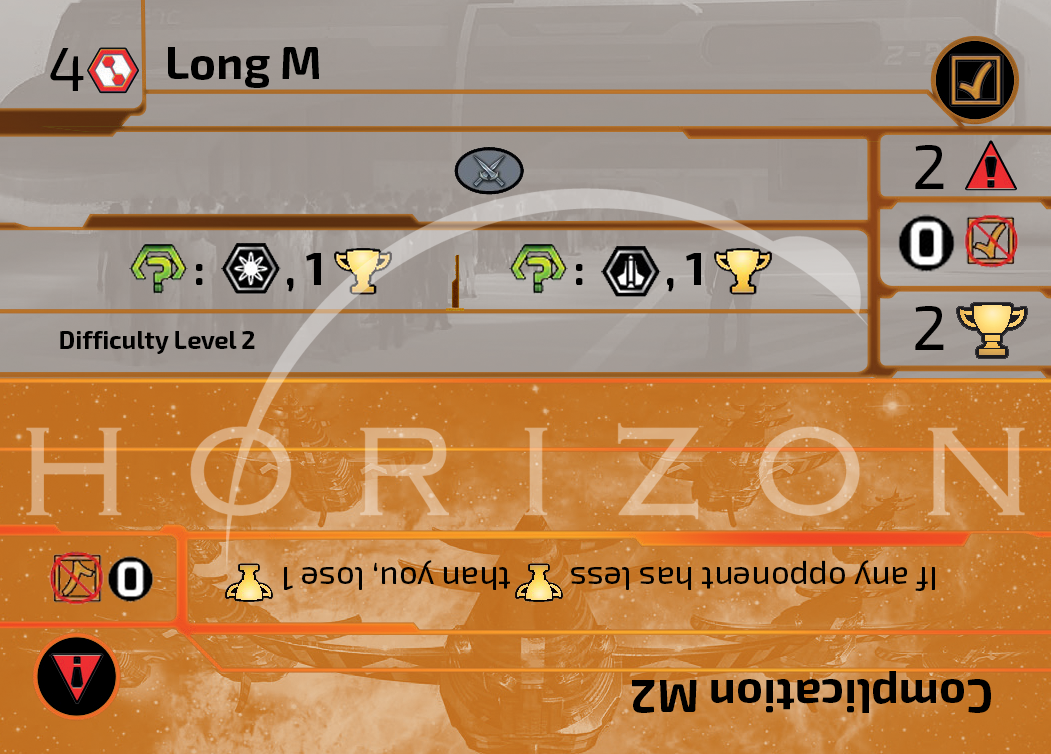 4 Long M
2
: , 1 : , 1
0
Difficulty Level 2
2
HORIZON
If any opponent has less than you, lose 1
0
Complication M2